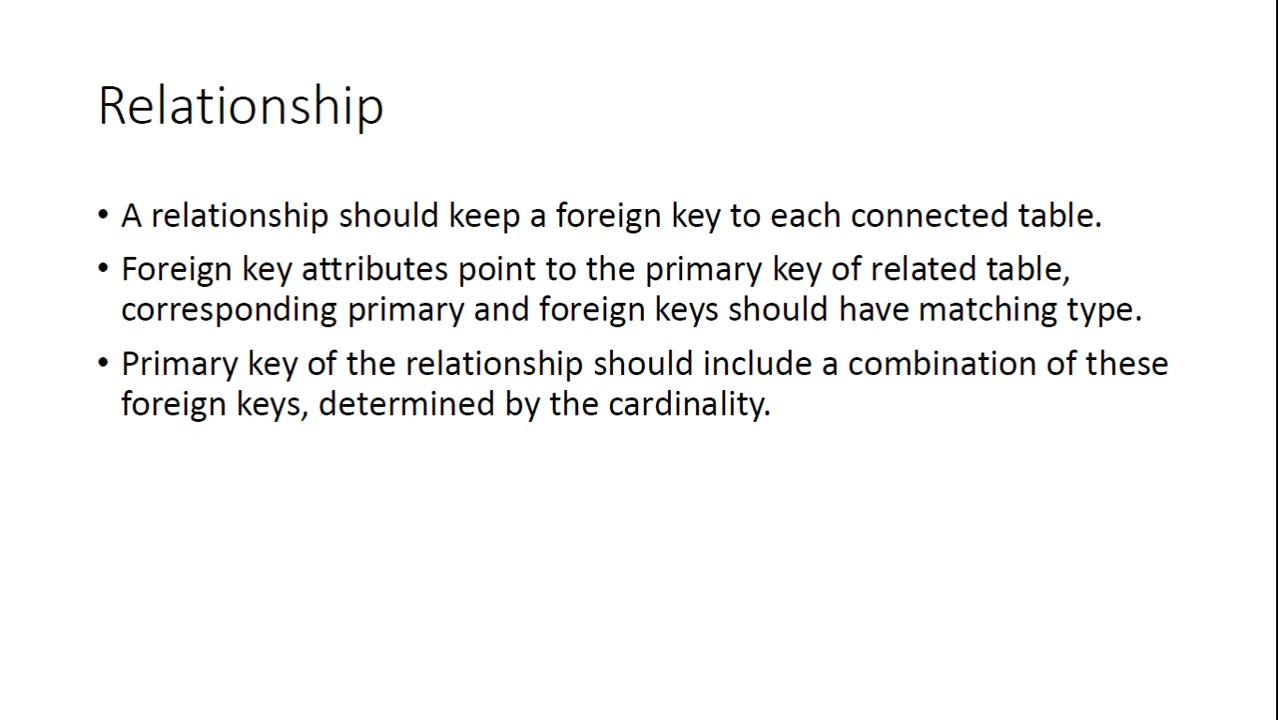 Relationship
• A relationship should keep a foreign key to each connected table.
• Foreign key attributes point to the primary key of related table,
corresponding primary and foreign keys should have matching type.
• Primary key of the relationship should include a combination of these
foreign keys, determined by the cardinality.